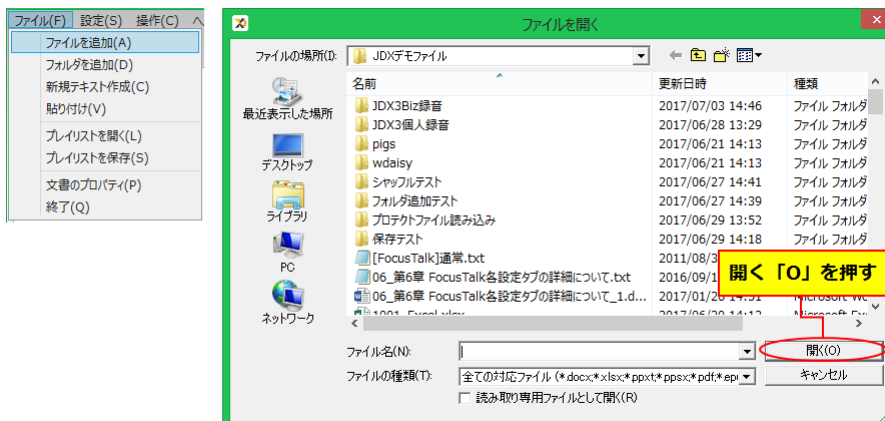 ファイル(F) 設定(S) 操作(C) ヘ
ファイルを追加(A)
フォルダを追加(D)
新規テキスト作成(C)
貼り付け(V)
プレイリストを開く(L)
プレイリストを保存(S)
文書のプロパティ(P)
終了(Q)
ファイルを開く
ファイルの場所(I): JDXデモファイル
名前 更新日時 種類
JDX3Biz録音 2017/07/03 14:46 ファイル フォルダ
JDX3個人録音 2017/06/28 13:29 ファイル フォルダ
pigs 2017/06/21 14:13 ファイル フォルダ
wdaisy 2017/06/21 14:13 ファイル フォルダ
シャッフルテスト 2017/06/27 14:41 ファイル フォルダ
フォルダ追加テスト 2017/06/27 14:39 ファイル フォルダ
プロテクトファイル読み込み 2017/06/29 13:52 ファイル フォルダ
保存テスト 2017/06/29 14:18 ファイル フォルダ
[FocusTalk]通常.txt 2011/08/3
06_第6章 FocusTalk各設定タブの詳細について.txt 2016/09/1
06_第6章 FocusTalk各設定タブの詳細について_1.d... 2017/01/20 14:51 Microsoft Wo
最近表示した場所
デスクトップ
ライブラリ
PC
ネットワーク
開く「O」を押す
ファイル名(N): 開く(O)
ファイルの種類(T): 全ての対応ファイル (*.docx;*.xlsx;*.pptx;*.ppsx;*.pdf;*.epi キャンセル
読み取り専用ファイルとして開く(R)